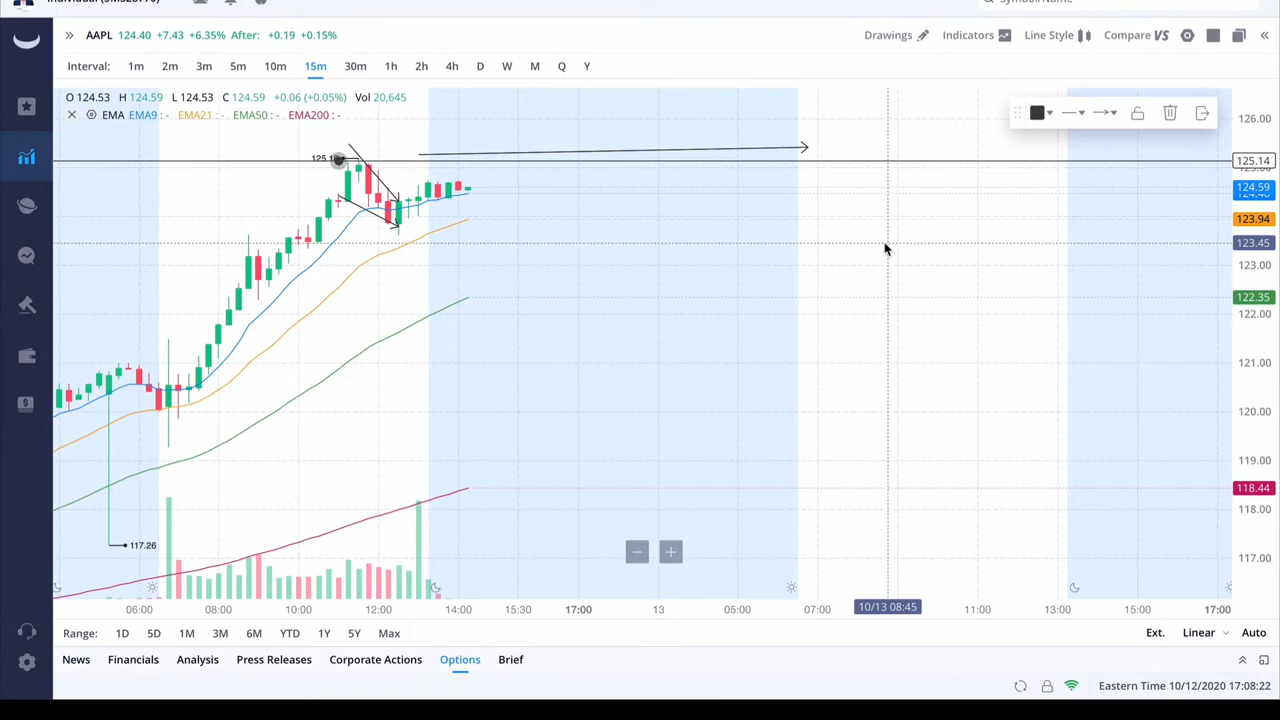 AAPL 124.40 +7.43 +6.35% After: +0.19 +0.15% Drawings Indicators Line Style Compare VS
Interval: 1m 2m 3m 5m 10m 15m 30m 1h 2h 4h D W M Q Y
O 124.53 H 124.59 L 124.53 C 124.59 +0.06 (+0.05%) Vol 20,645
EMA EMA9 : - EMA21 : - EMA50 : - EMA200 : -
126.00
125.14
124.59
123.94
123.45
123.00
122.35
122.00
121.00
120.00
119.00
118.44
118.00
117.26
117.00
06:00 08:00 10:00 12:00 14:00 15:30 17:00 13 05:00 07:00 10/13 08:45 11:00 13:00 15:00 17:00
Range: 1D 5D 1M 3M 6M YTD 1Y 5Y Max Ext. Linear Auto
News Financials Analysis Press Releases Corporate Actions Options Brief
Eastern Time 10/12/2020 17:08:22